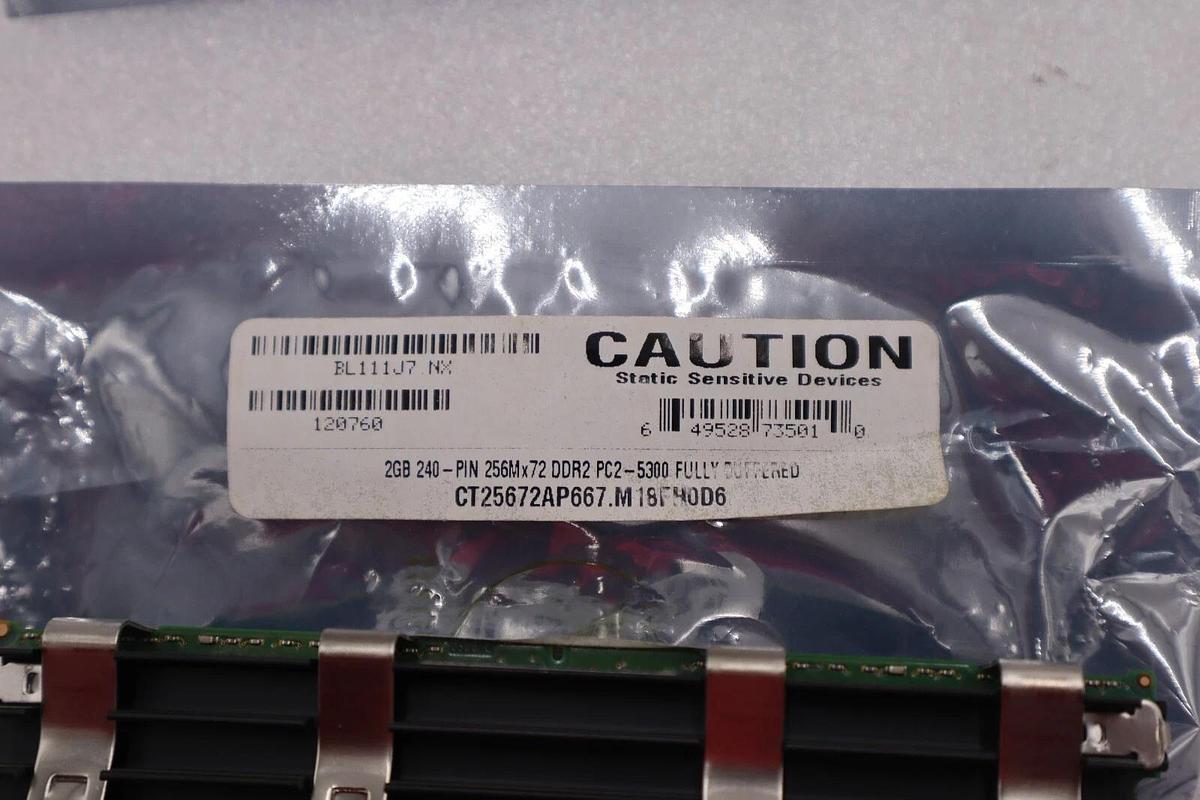 BL111J7.NX
CAUTION
Static Sensitive Devices
120760
6 49528 73501 0
2GB 240-PIN 256Mx72 DDR2 PC2-5300 FULLY BUFFERED
CT25672AP667.M18FH0D6